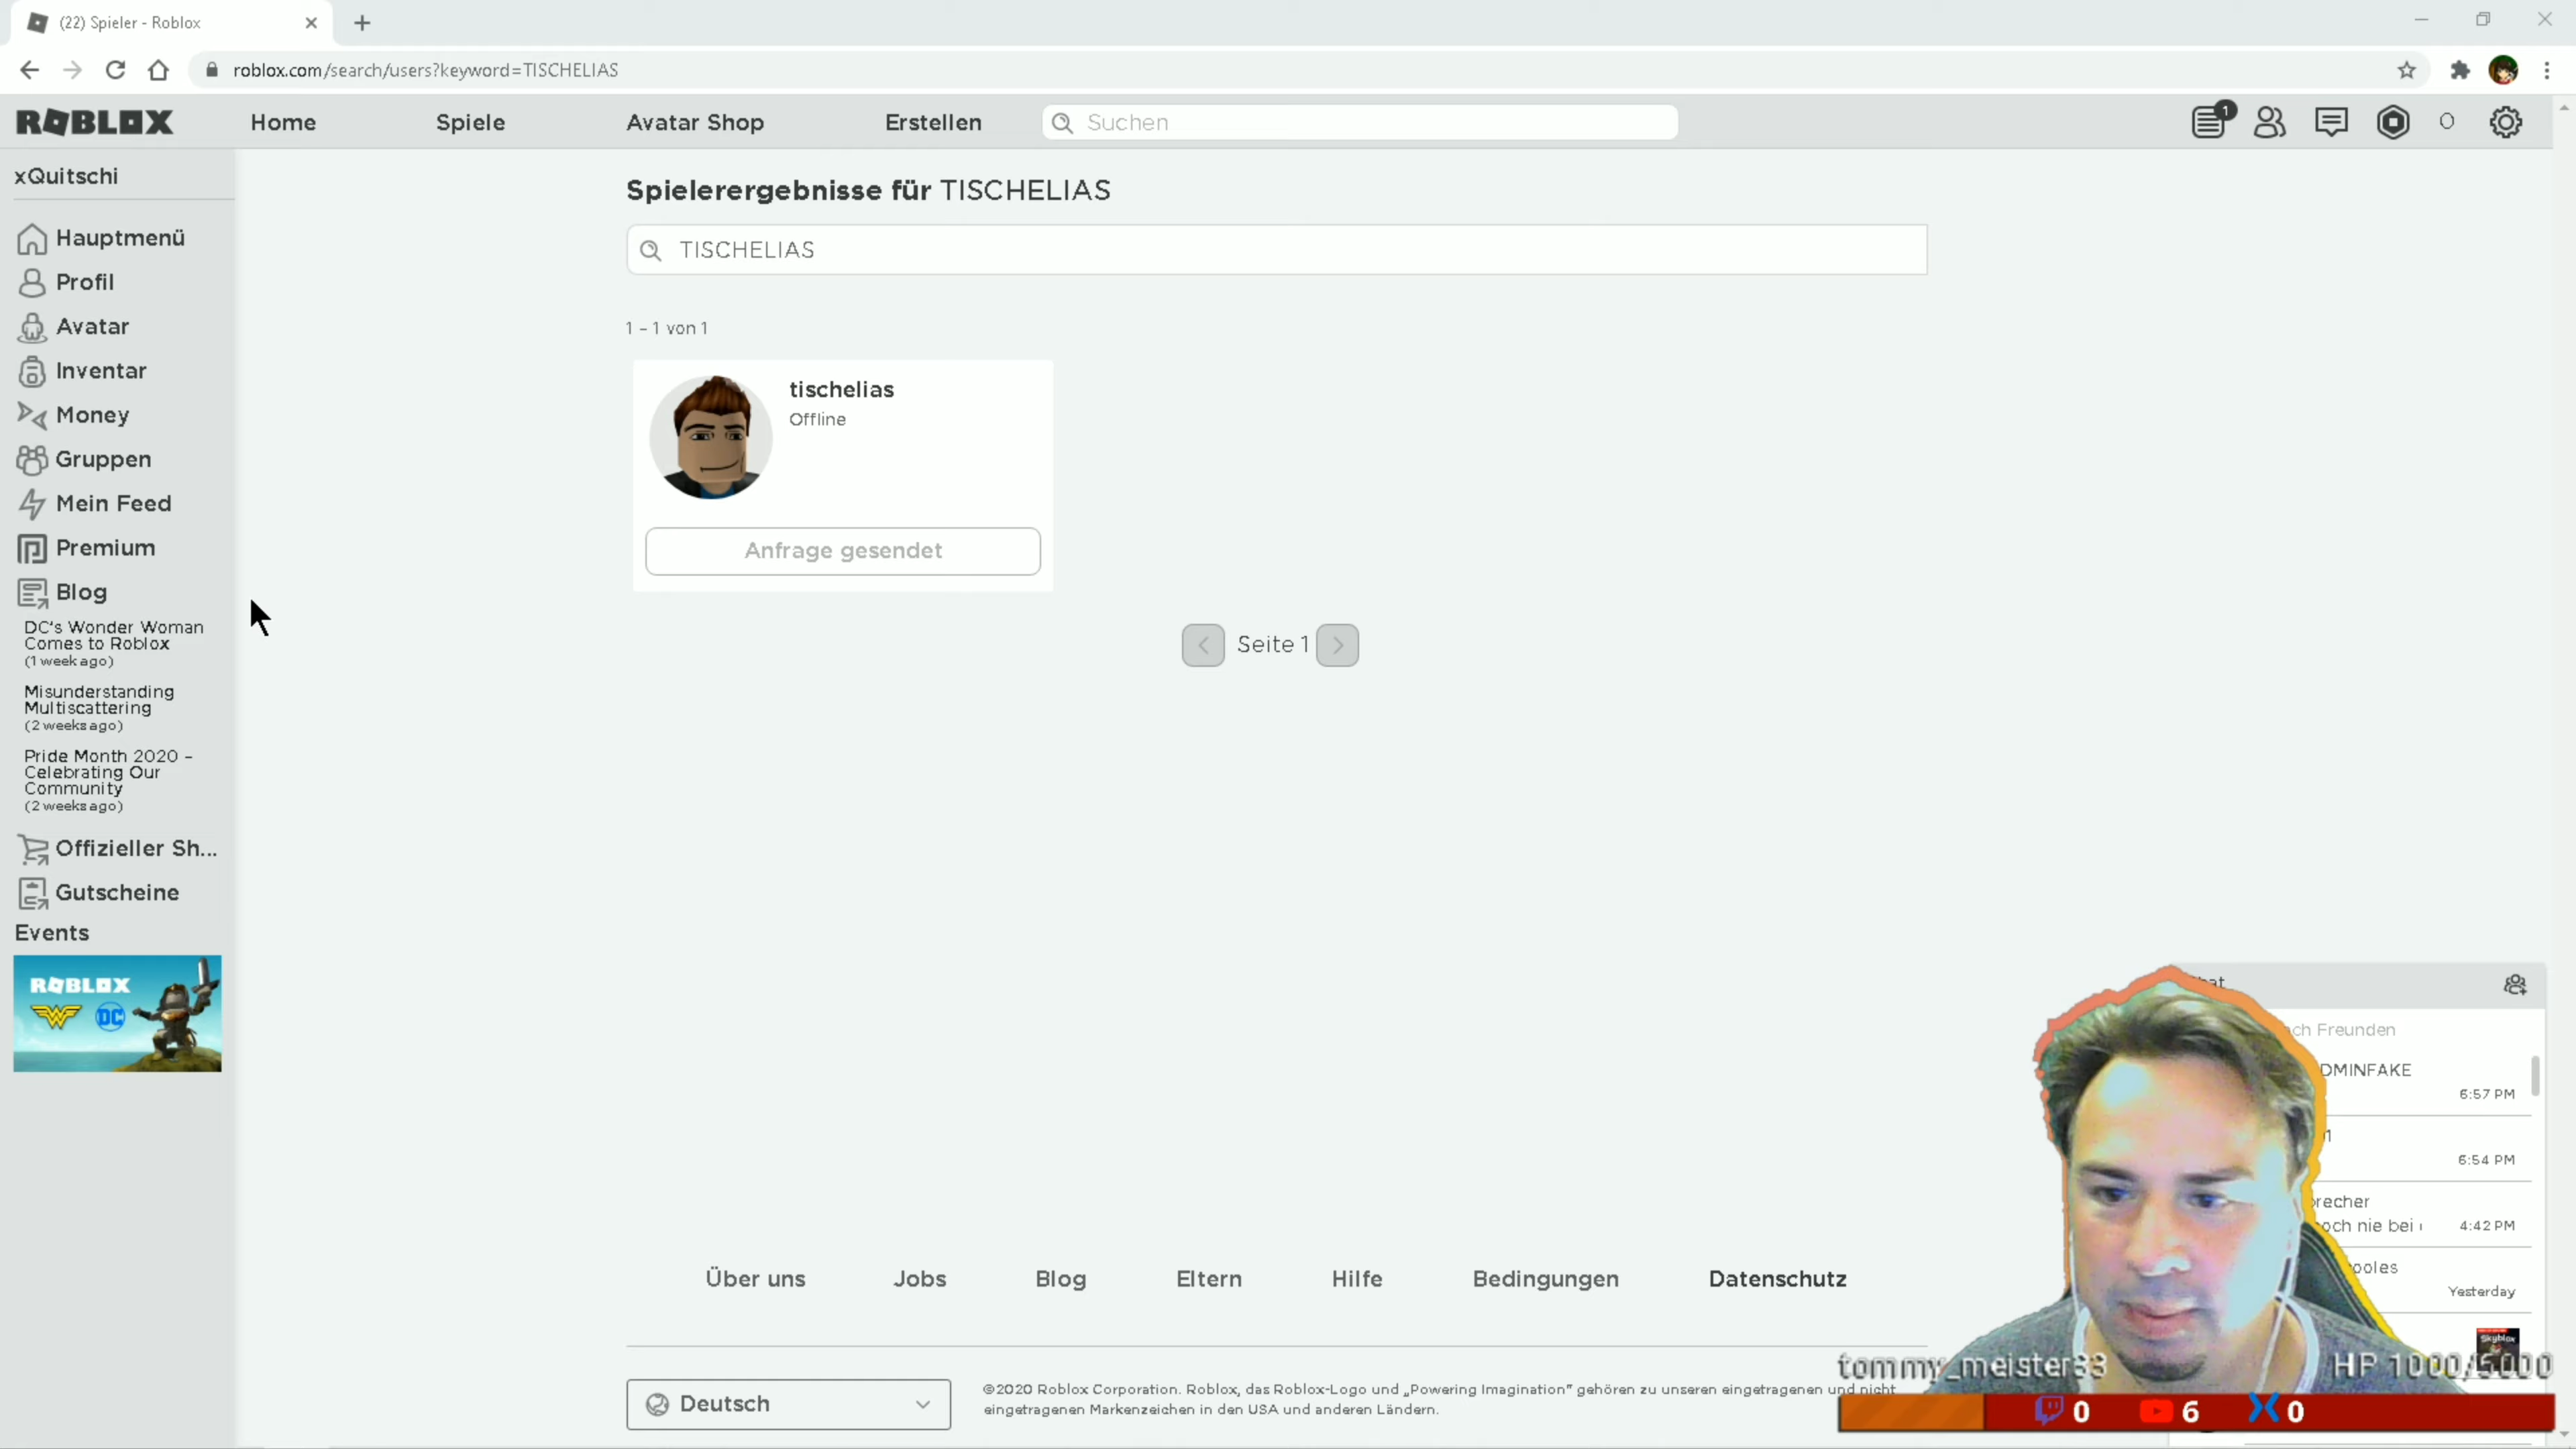 (22) Spieler - Roblox
roblox.com/search/users?keyword=TISCHELIAS
ROBLOX
Home
Spiele
Avatar Shop
Erstellen
Suchen
1
0
xQuitschi
Hauptmenü
Profil
Avatar
Inventar
Money
Gruppen
Mein Feed
Premium
Blog
DC's Wonder Woman
Comes to Roblox
(1 week ago)
Misunderstanding
Multiscattering
(2 weeks ago)
Pride Month 2020 –
Celebrating Our
Community
(2 weeks ago)
Offizieller Sh...
Gutscheine
Events
ROBLOX
DC
Spielerergebnisse für TISCHELIAS
TISCHELIAS
1 – 1 von 1
tischelias
Offline
Anfrage gesendet
Seite 1
Über uns
Jobs
Blog
Eltern
Hilfe
Bedingungen
Datenschutz
Deutsch
©2020 Roblox Corporation. Roblox, das Roblox-Logo und „Powering Imagination" gehören zu unseren eingetragenen und nicht
eingetragenen Markenzeichen in den USA und anderen Ländern.
Freunden
DMINFAKE
6:57 PM
6:54 PM
recher
och nie bei
4:42 PM
ooles
Yesterday
Skyblox
tommy_meister33
HP 1000/5000
0
6
0